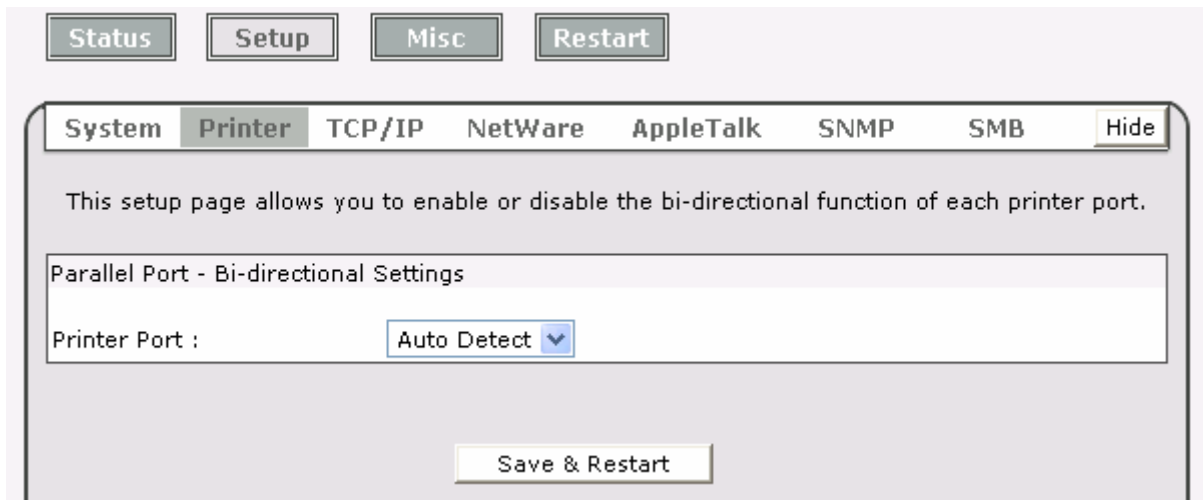 Status Setup Misc Restart
System Printer TCP/IP NetWare AppleTalk SNMP SMB Hide
This setup page allows you to enable or disable the bi-directional function of each printer port.
Parallel Port - Bi-directional Settings
Printer Port : Auto Detect
Save & Restart